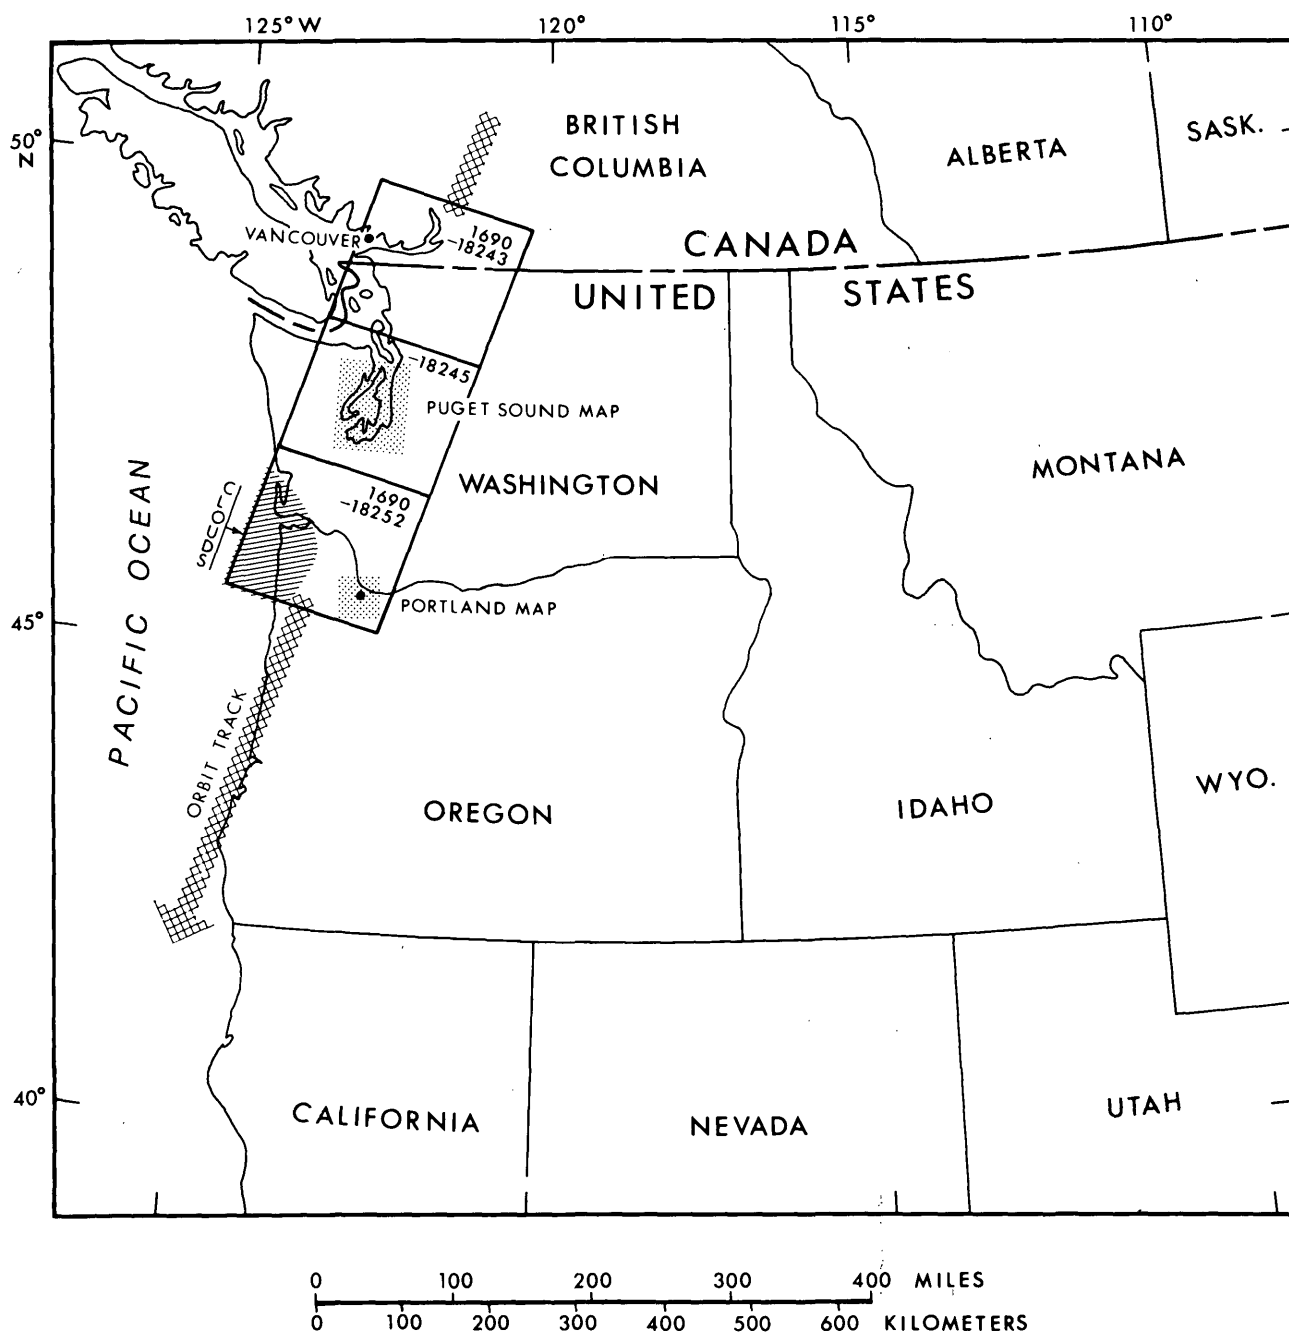 125° W 120° 115° 110°
50°
N
BRITISH
COLUMBIA
ALBERTA
SASK.
VANCOUVER
1690
-18243
CANADA
UNITED STATES
-18245
PUGET SOUND MAP
WASHINGTON
MONTANA
1690
-18252
CLOUDS
PACIFIC OCEAN
45°
PORTLAND MAP
ORBIT TRACK
OREGON
IDAHO
WYO.
40°
CALIFORNIA
NEVADA
UTAH
0 100 200 300 400 MILES
0 100 200 300 400 500 600 KILOMETERS